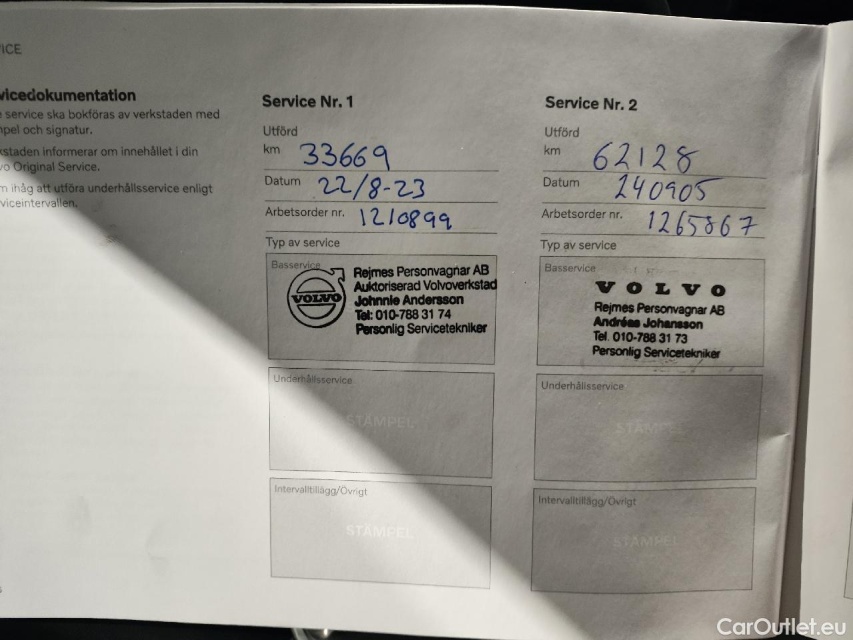 ICE
vicedokumentation
service ska bokföras av verkstaden med
mpel och signatur.
kstaden informerar om innehållet i din
vo Original Service.
m ihåg att utföra underhållsservice enligt
viceintervallen.
Service Nr. 1
Utförd
km 33669
Datum 22/8-23
Arbetsorder nr. 1210899
Typ av service
Basservice
VOLVO
Rejmes Personvagnar AB
Auktoriserad Volvoverkstad
Johnnie Andersson
Tel: 010-788 31 74
Personlig Servicetekniker
Underhållsservice
STÄMPEL
Intervalltillägg/Övrigt
STÄMPEL
Service Nr. 2
Utförd
km 62128
Datum 240905
Arbetsorder nr. 1265867
Typ av service
Basservice
VOLVO
Rejmes Personvagnar AB
Andréas Johansson
Tel. 010-788 31 73
Personlig Servicetekniker
Underhållsservice
STÄMPEL
Intervalltillägg/Övrigt
STÄMPEL
CarOutlet.eu